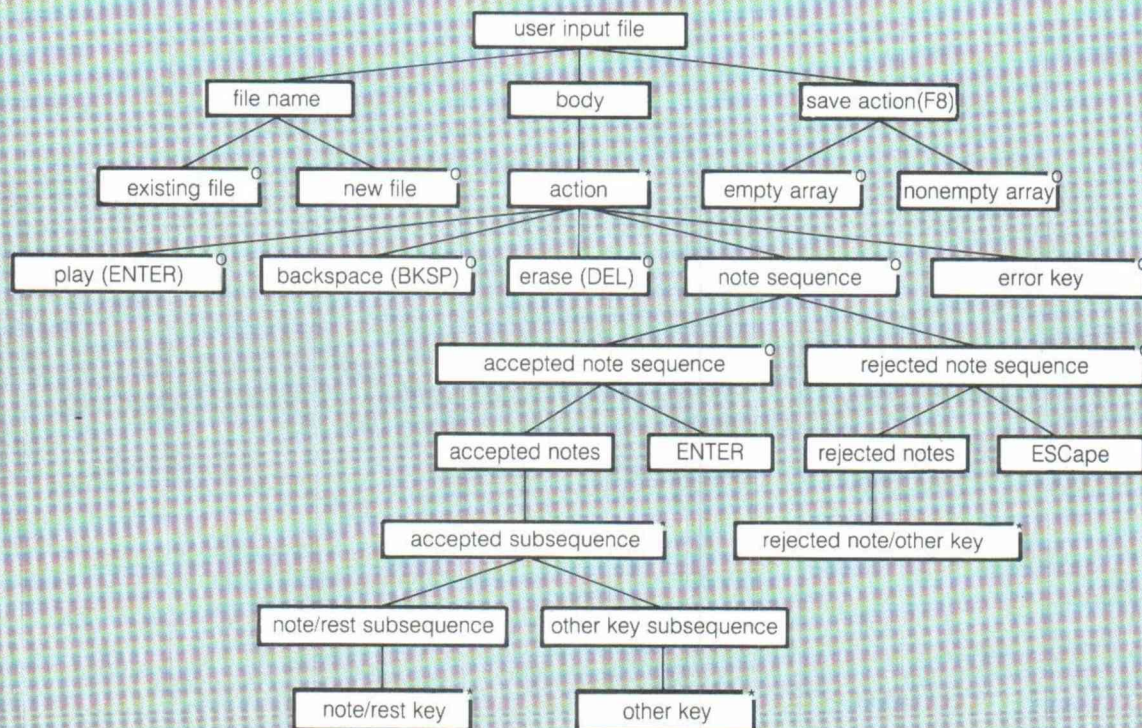 user input file
file name
body
save action(F8)
existing file O
new file O
action *
empty array O
nonempty array O
play (ENTER) O
backspace (BKSP) O
erase (DEL) O
note sequence O
error key O
accepted note sequence O
rejected note sequence O
accepted notes
ENTER
rejected notes
ESCape
accepted subsequence *
rejected note/other key *
note/rest subsequence
other key subsequence
note/rest key *
other key *